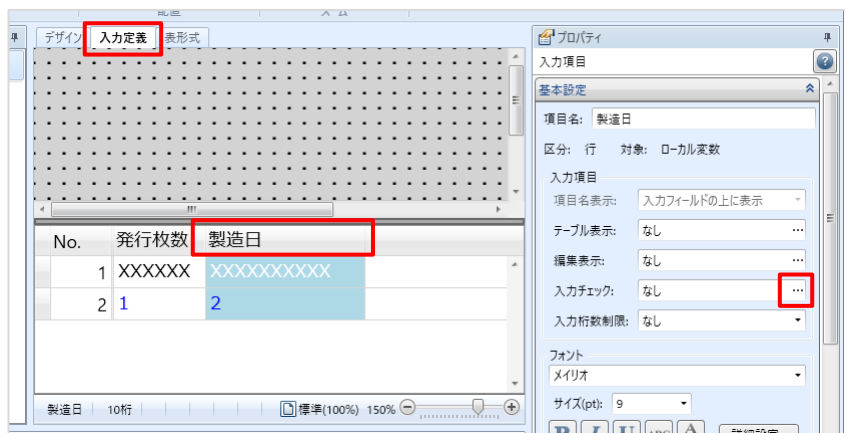 デザイン 入力定義 表形式
No. 発行枚数 製造日
1 XXXXXX XXXXXXXXXX
2 1 2
製造日 10桁 標準(100%) 150%
プロパティ
入力項目
基本設定
項目名: 製造日
区分: 行 対象: ローカル変数
入力項目
項目名表示: 入力フィールドの上に表示
テーブル表示: なし ...
編集表示: なし ...
入力チェック: なし ...
入力桁数制限: なし
フォント
メイリオ
サイズ(pt): 9
B I U ABC A 詳細設定